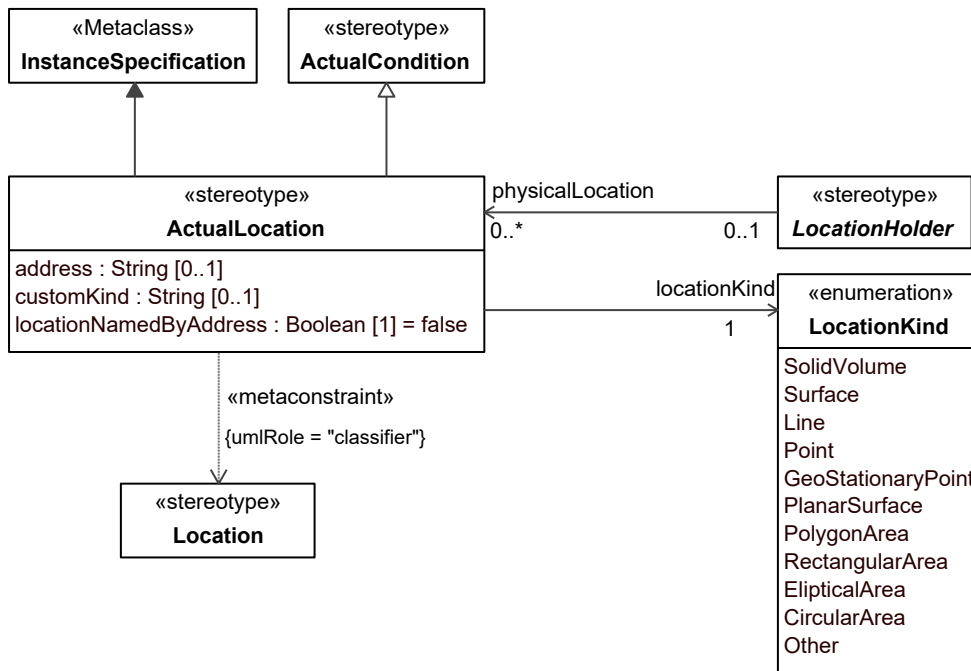 «Metaclass»
InstanceSpecification
«stereotype»
ActualCondition
«stereotype»
ActualLocation
address : String [0..1]
customKind : String [0..1]
locationNamedByAddress : Boolean [1] = false
physicalLocation
0..*
0..1
«stereotype»
LocationHolder
locationKind
1
«enumeration»
LocationKind
SolidVolume
Surface
Line
Point
GeoStationaryPoint
PlanarSurface
PolygonArea
RectangularArea
ElipticalArea
CircularArea
Other
«metaconstraint»
{umlRole = "classifier"}
«stereotype»
Location